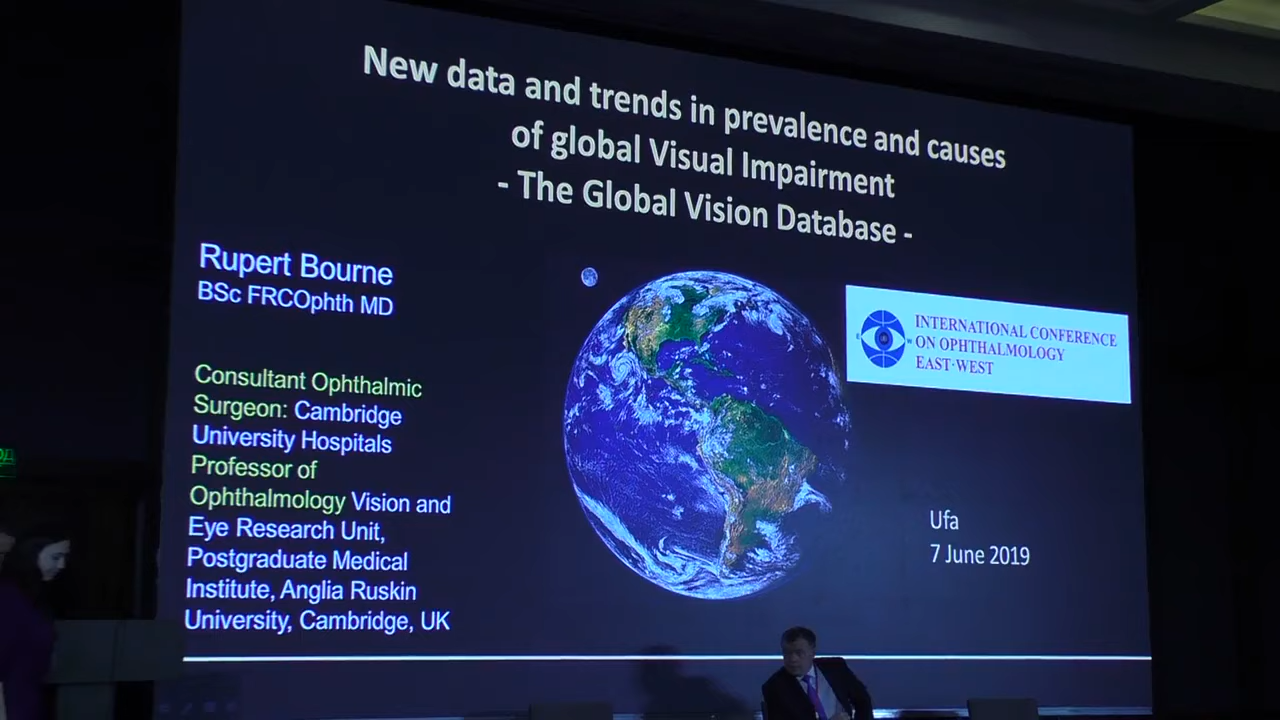 New data and trends in prevalence and causes
of global Visual Impairment
- The Global Vision Database -
Rupert Bourne
BSc FRCOphth MD
INTERNATIONAL CONFERENCE
ON OPHTHALMOLOGY
EAST-WEST
Consultant Ophthalmic
Surgeon: Cambridge
University Hospitals
Professor of
Ophthalmology Vision and
Eye Research Unit,
Postgraduate Medical
Institute, Anglia Ruskin
University, Cambridge, UK
Ufa
7 June 2019